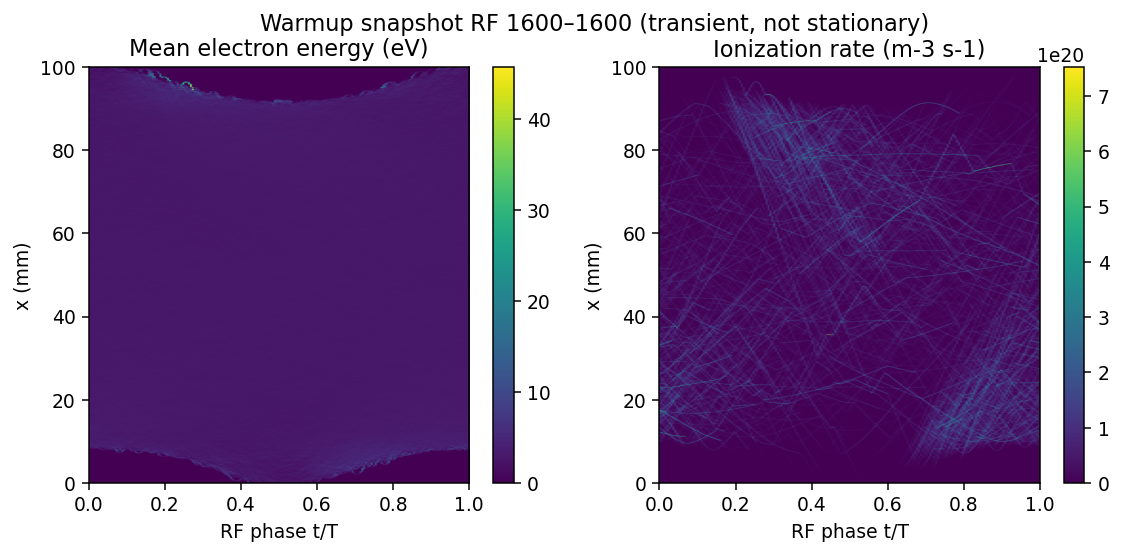 Warmup snapshot RF 1600–1600 (transient, not stationary)
Mean electron energy (eV)
Ionization rate (m-3 s-1)
1e20
100
80
60
40
20
0
x (mm)
0.0 0.2 0.4 0.6 0.8 1.0
RF phase t/T
40
30
20
10
0
100
80
60
40
20
0
x (mm)
0.0 0.2 0.4 0.6 0.8 1.0
RF phase t/T
7
6
5
4
3
2
1
0